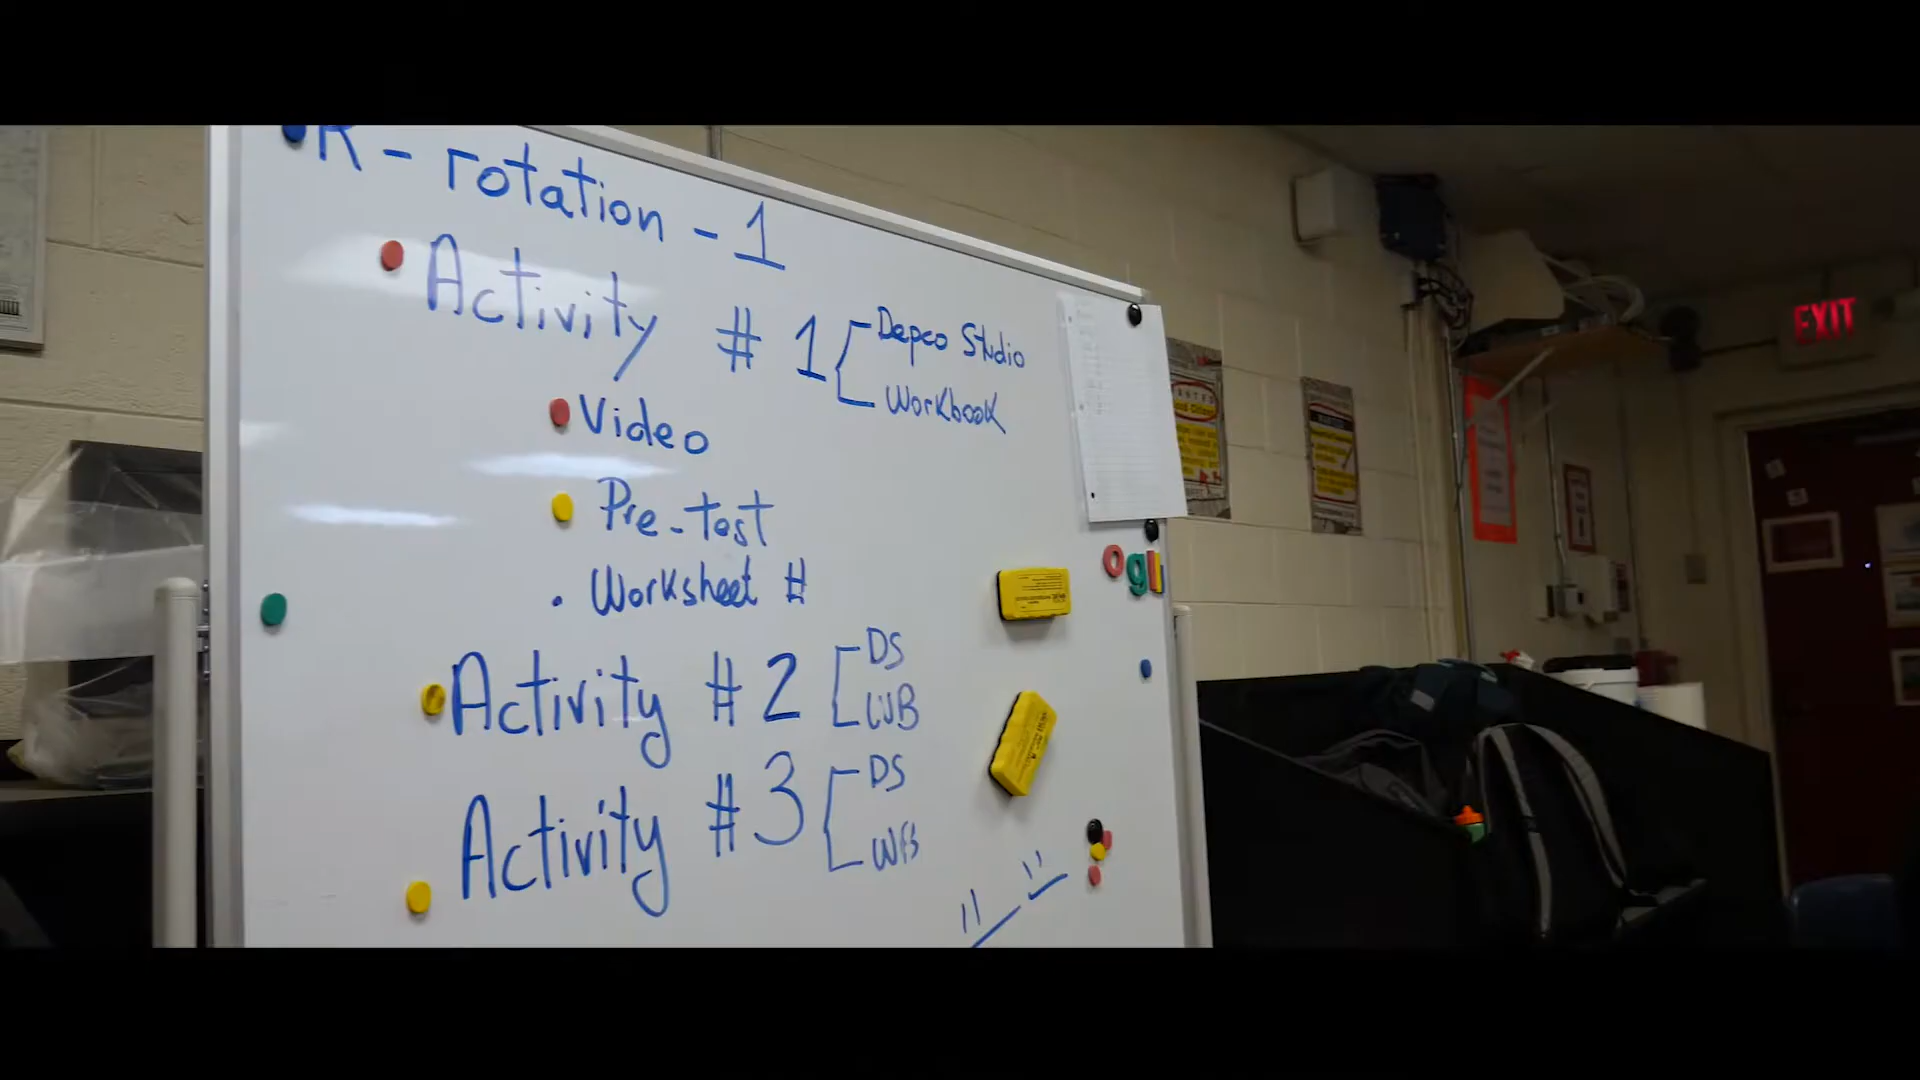 R - rotation - 1
Activity # 1
Depco Studio
Workbook
Video
Pre-test
Worksheet #
Activity # 2
DS
WB
Activity # 3
DS
WB
EXIT